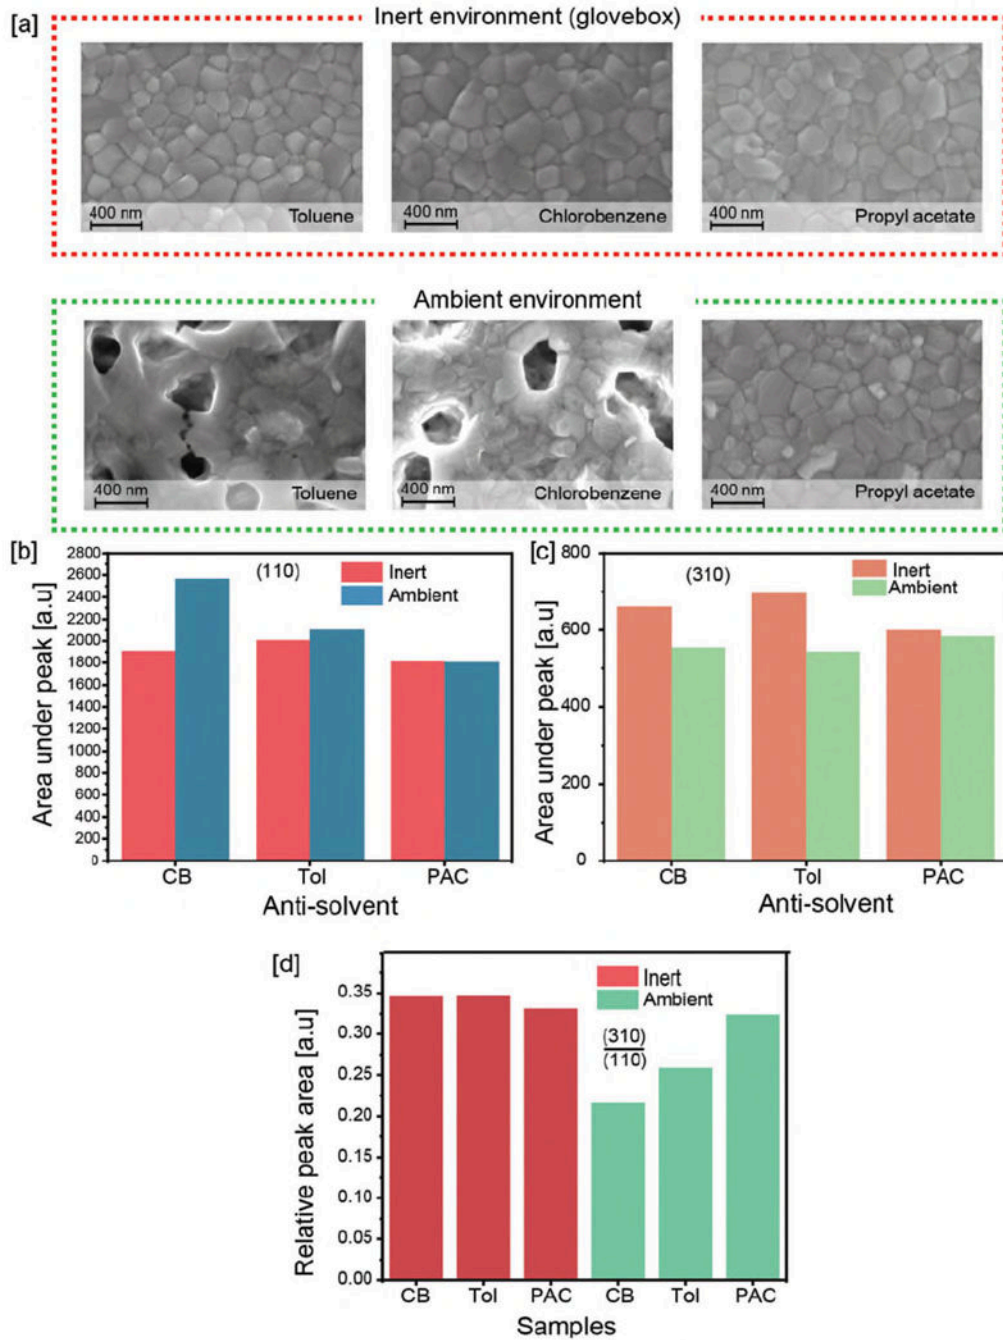 [a]
Inert environment (glovebox)
400 nm
Toluene
400 nm
Chlorobenzene
400 nm
Propyl acetate
Ambient environment
400 nm
Toluene
400 nm
Chlorobenzene
400 nm
Propyl acetate
[b]
2800
2600
2400
2200
2000
1800
1600
1400
1200
1000
800
600
400
200
0
Area under peak [a.u]
(110)
Inert
Ambient
CB
Tol
PAC
Anti-solvent
[c]
800
600
400
200
0
Area under peak [a.u]
(310)
Inert
Ambient
CB
Tol
PAC
Anti-solvent
[d]
0.35
0.30
0.25
0.20
0.15
0.10
0.05
0.00
Relative peak area [a.u]
Inert
Ambient
(310)
(110)
CB
Tol
PAC
CB
Tol
PAC
Samples